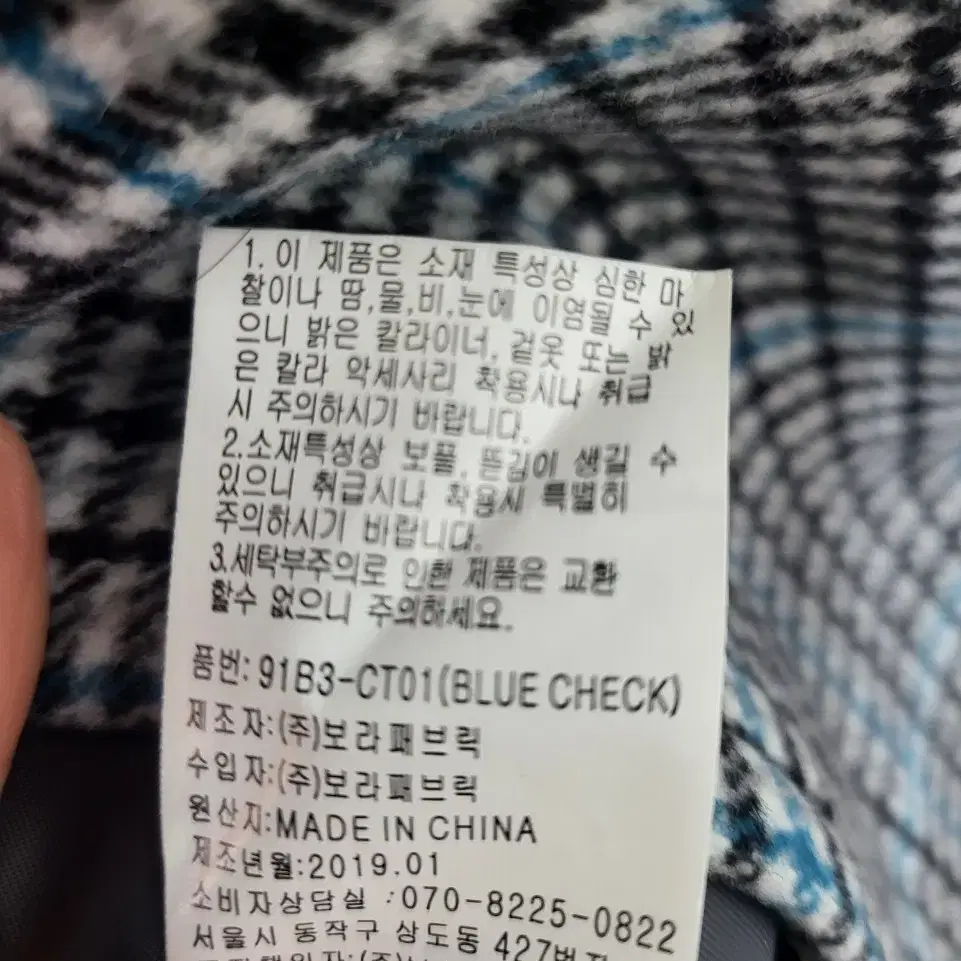 1. 이 제품은 소재 특성상 심한 마
찰이나 땀,물,비,눈에 이염될 수 있
으니 밝은 칼라이너, 겉옷 또는 밝
은 칼라 악세사리 착용시나 취급
시 주의하시기 바랍니다.
2.소재특성상 보풀, 뜯김이 생길 수
있으니 취급시나 착용시 특별히
주의하시기 바랍니다.
3.세탁부주의로 인한 제품은 교환
할수 없으니 주의하세요.
품번: 91B3-CT01(BLUE CHECK)
제조자:(주)보라패브릭
수입자:(주)보라패브릭
원산지:MADE IN CHINA
제조년월:2019.01
소비자상담실 :070-8225-0822
서울시 동작구 상도동 427번지